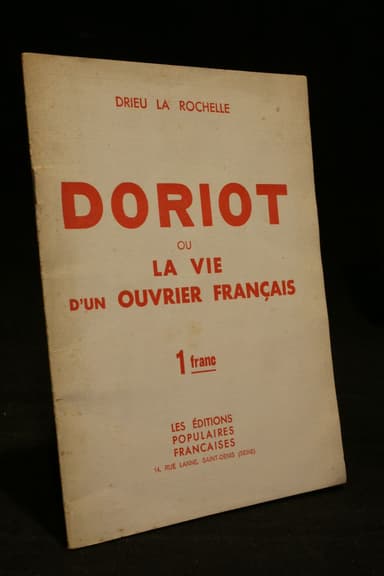 DRIEU LA ROCHELLE
DORIOT
OU
LA VIE
D'UN OUVRIER FRANÇAIS
1 franc
LES ÉDITIONS
POPULAIRES
FRANÇAISES
14, RUE LANNE, SAINT-DENIS (SEINE)